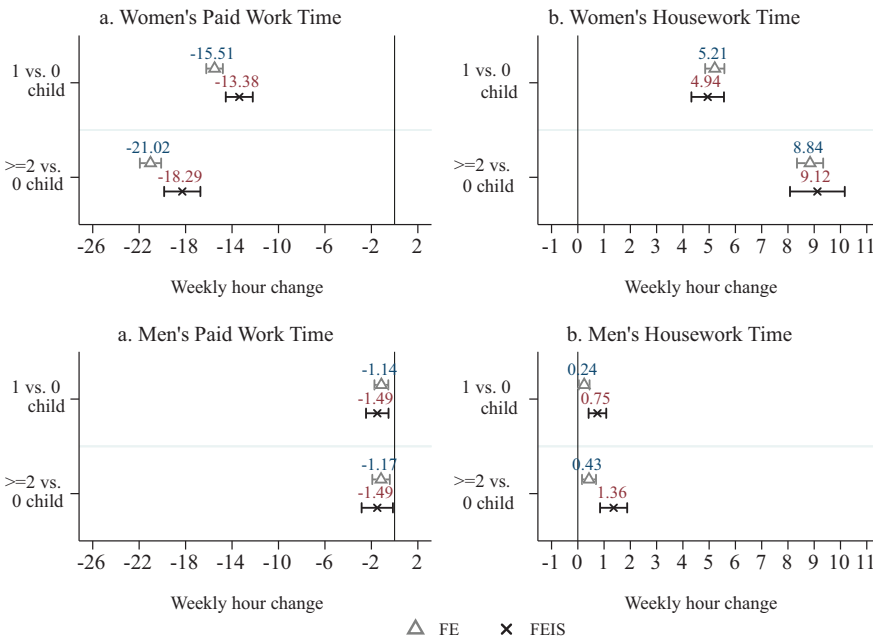 a. Women's Paid Work Time
1 vs. 0
child
-15.51
-13.38
>=2 vs.
0 child
-21.02
-18.29
-26 -22 -18 -14 -10 -6 -2 2
Weekly hour change
b. Women's Housework Time
1 vs. 0
child
5.21
4.94
>=2 vs.
0 child
8.84
9.12
-1 0 1 2 3 4 5 6 7 8 9 10 11
Weekly hour change
a. Men's Paid Work Time
1 vs. 0
child
-1.14
-1.49
>=2 vs.
0 child
-1.17
-1.49
-26 -22 -18 -14 -10 -6 -2 2
Weekly hour change
b. Men's Housework Time
1 vs. 0
child
0.24
0.75
>=2 vs.
0 child
0.43
1.36
-1 0 1 2 3 4 5 6 7 8 9 10 11
Weekly hour change
FE FEIS